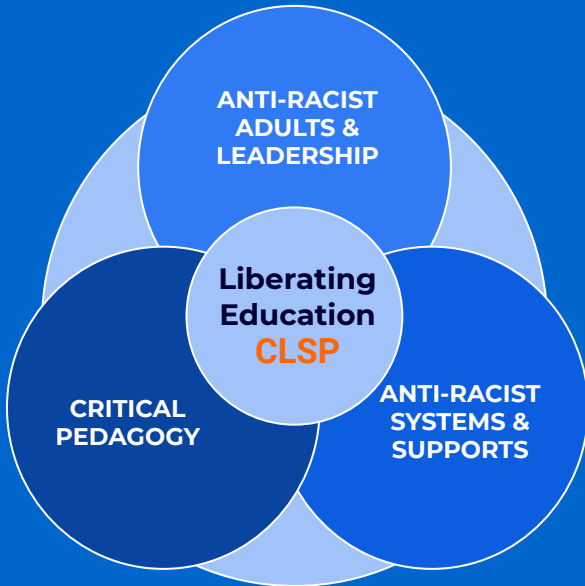 ANTI-RACIST
ADULTS &
LEADERSHIP
Liberating
Education
CLSP
CRITICAL
PEDAGOGY
ANTI-RACIST
SYSTEMS &
SUPPORTS